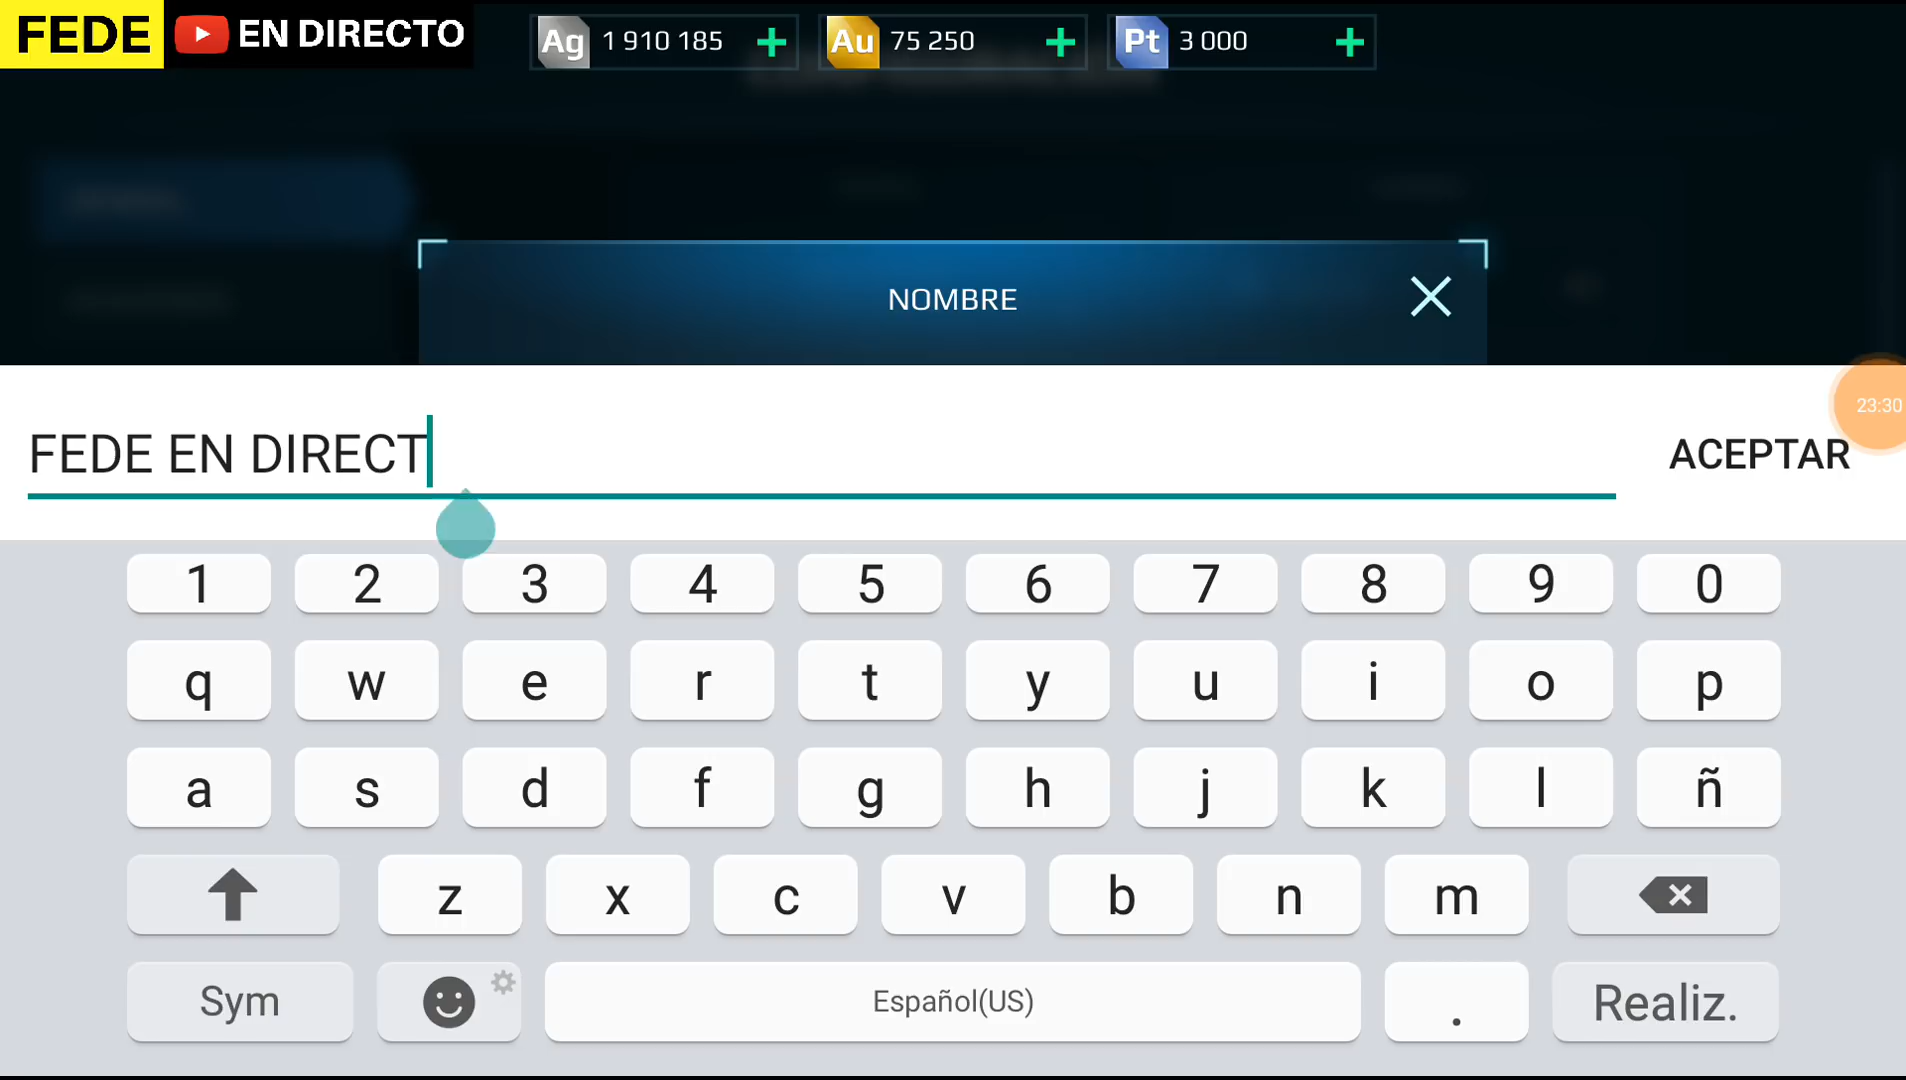 FEDE EN DIRECTO
Ag 1 910 185 + Au 75 250 + Pt 3 000 +
NOMBRE
23:30
FEDE EN DIRECT
ACEPTAR
1 2 3 4 5 6 7 8 9 0
q w e r t y u i o p
a s d f g h j k l ñ
z x c v b n m
Sym Español(US) . Realiz.